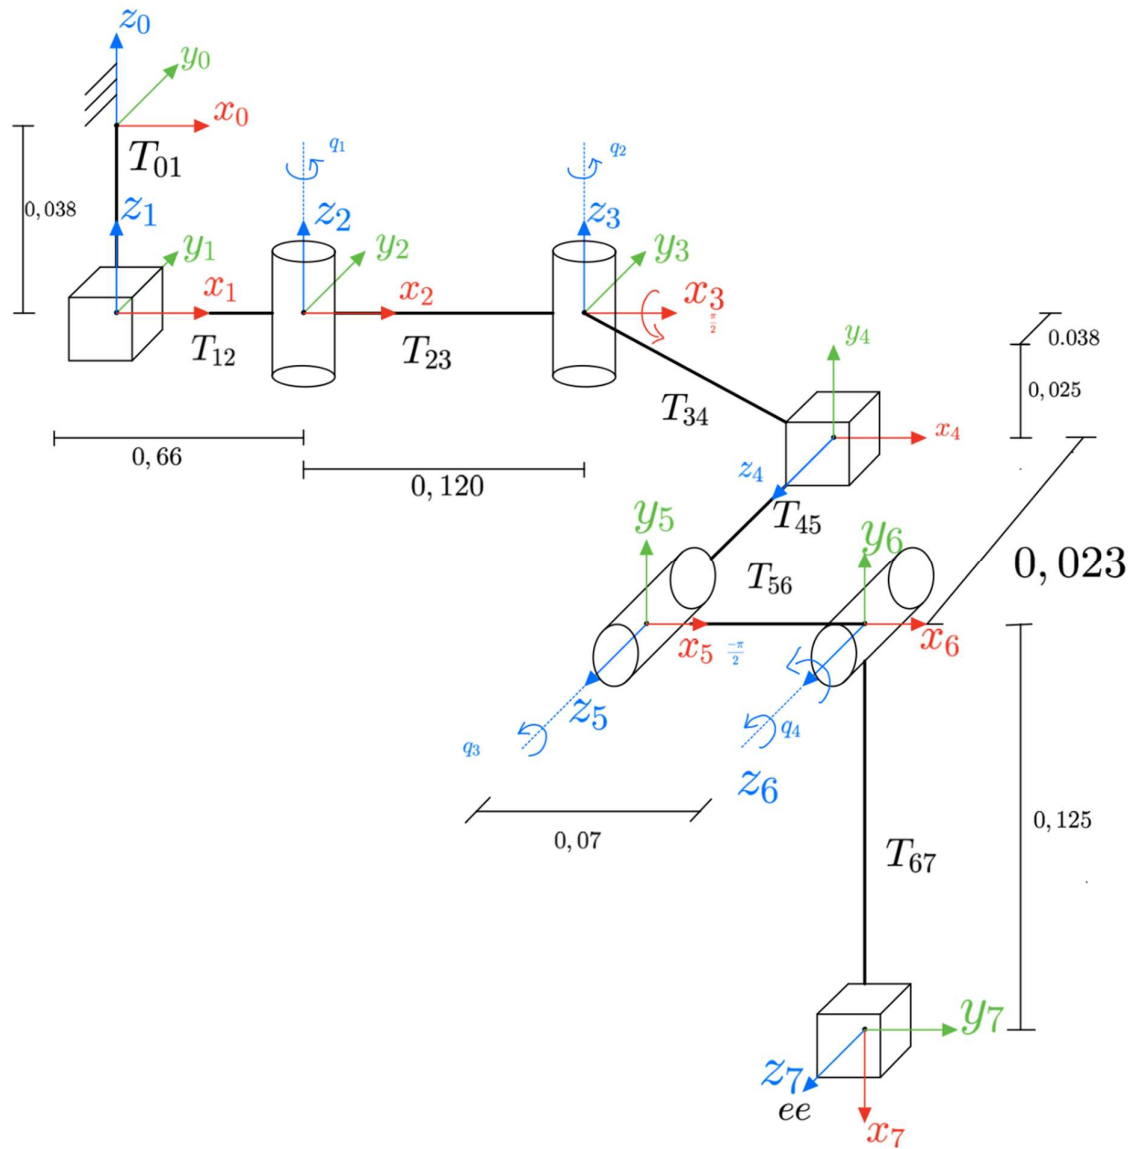 z0
y0
x0
T01
0,038
z1
y1
x1
T12
q1
z2
y2
x2
T23
q2
z3
y3
x3
π/2
T34
0,66
0,120
y4
x4
z4
0.038
0,025
T45
y5
x5
z5
q3
T56
-π/2
y6
x6
z6
q4
0,023
0,07
T67
0,125
y7
z7
ee
x7